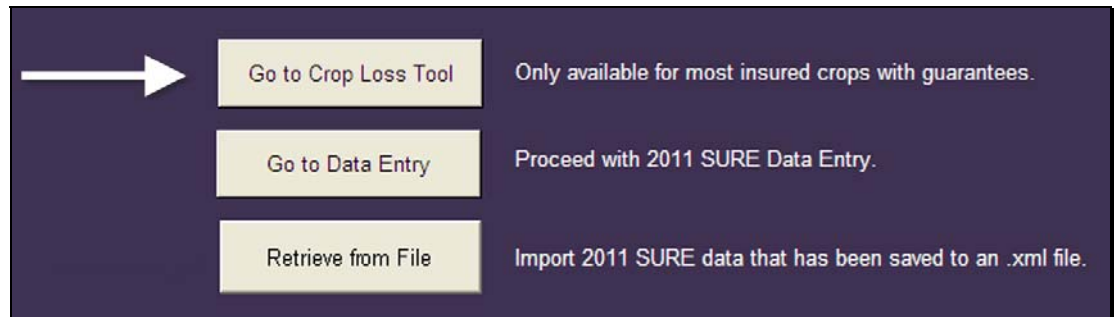 Go to Crop Loss Tool Only available for most insured crops with guarantees.
Go to Data Entry Proceed with 2011 SURE Data Entry.
Retrieve from File Import 2011 SURE data that has been saved to an .xml file.